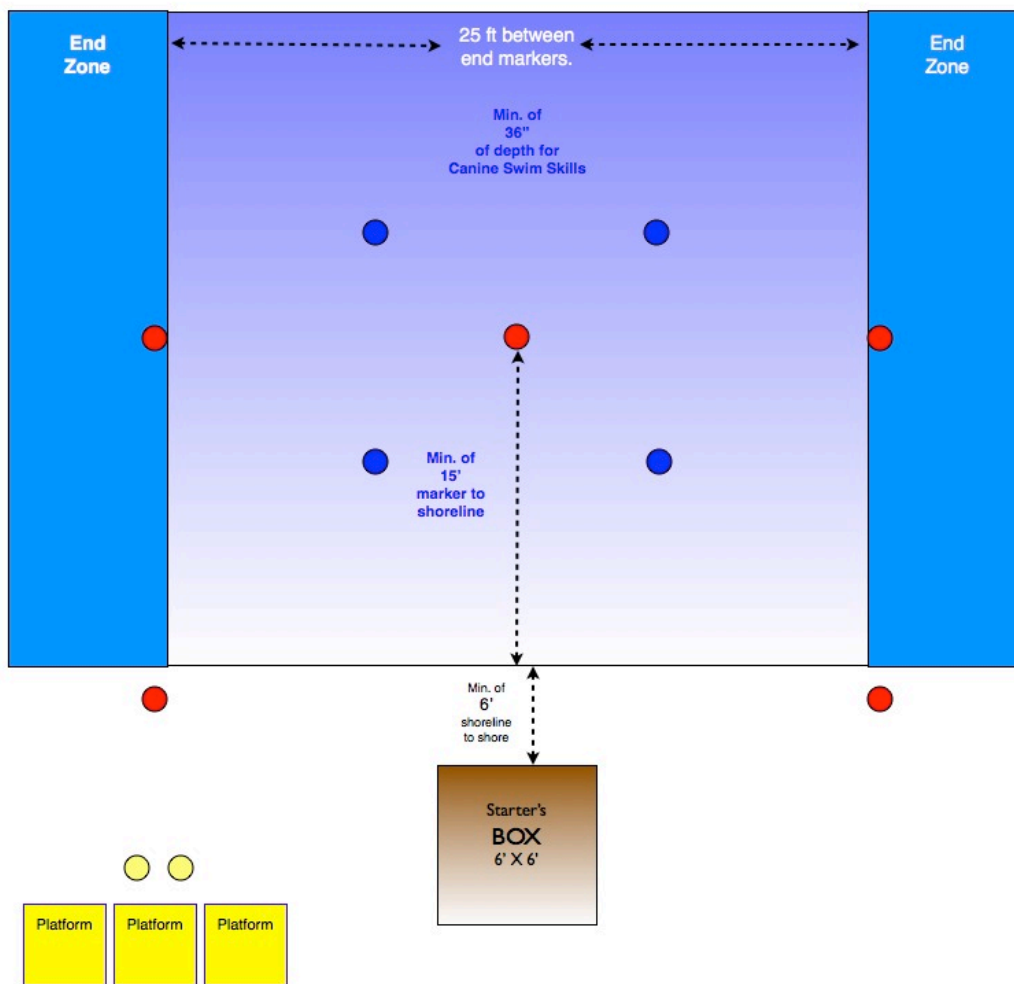 End
Zone
25 ft between
end markers.
End
Zone
Min. of
36"
of depth for
Canine Swim Skills
Min. of
15'
marker to
shoreline
Min. of
6'
shoreline
to shore
Starter's
BOX
6' X 6'
Platform
Platform
Platform